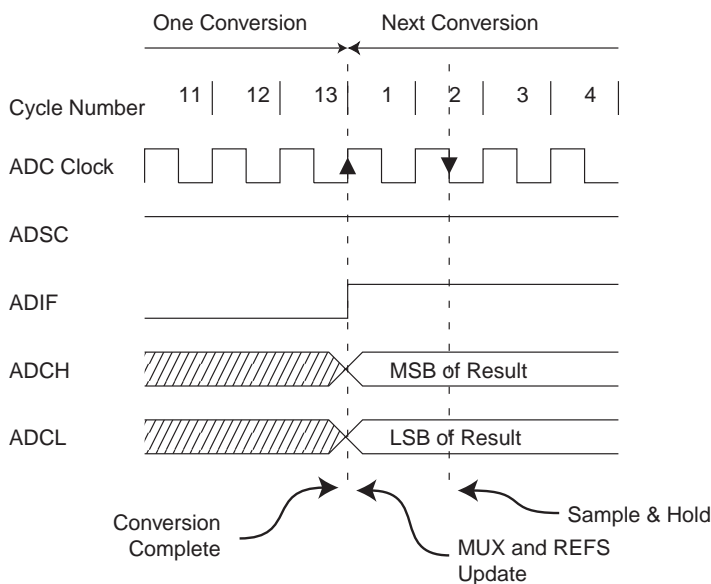 One Conversion Next Conversion
Cycle Number 11 12 13 1 2 3 4
ADC Clock
ADSC
ADIF
ADCH MSB of Result
ADCL LSB of Result
Conversion
Complete
MUX and REFS
Update
Sample & Hold